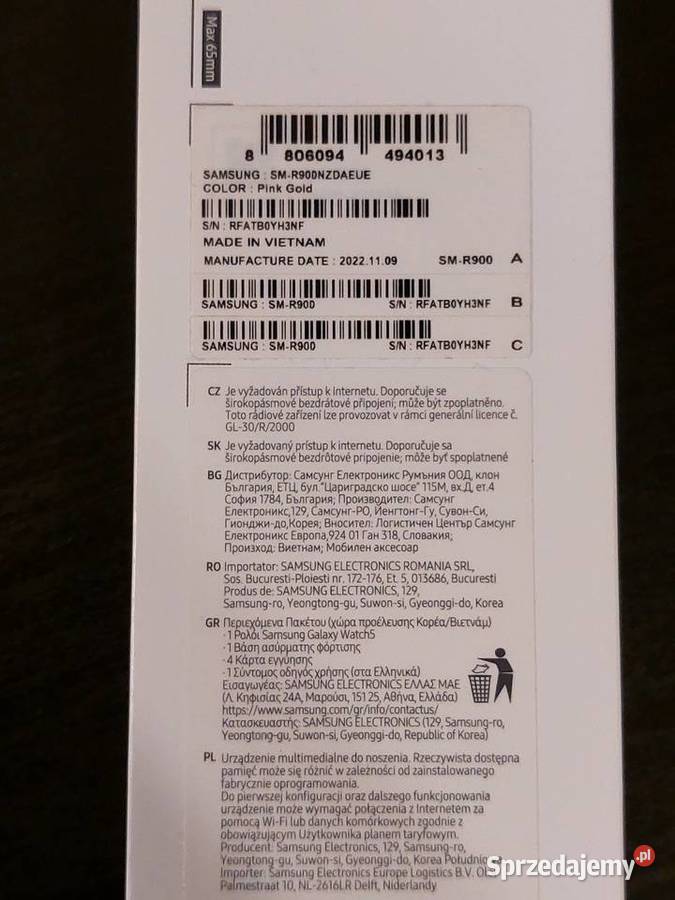 Max 65mm
8 806094 494013
SAMSUNG : SM-R900NZDAEUE
COLOR : Pink Gold
S/N : RFATB0YH3NF
MADE IN VIETNAM
MANUFACTURE DATE : 2022.11.09 SM-R900 A
SAMSUNG : SM-R900 S/N : RFATB0YH3NF B
SAMSUNG : SM-R900 S/N : RFATB0YH3NF C
CZ Je vyžadován přístup k Internetu. Doporučuje se
širokopásmové bezdrátové připojení; může být zpoplatněno.
Toto rádiové zařízení lze provozovat v rámci generální licence č.
GL-30/R/2000
SK Je vyžadovaný prístup k internetu. Doporučuje sa
širokopásmové bezdrôtové pripojenie; môže byť spoplatnené
BG Дистрибутор: Самсунг Електроникс Румъния ООД, клон
България, ЕТЦ, бул."Цариградско шосе" 115М, вх.Д, ет.4
София 1784, България; Производител: Самсунг
Електроникс,129, Самсунг-РО, Йенгтонг-Гу, Сувон-Си,
Гионджи-до,Корея; Вносител: Логистичен Център Самсунг
Електроникс Европа,924 01 Ган 318, Словакия;
Произход: Виетнам; Мобилен аксесоар
RO Importator: SAMSUNG ELECTRONICS ROMANIA SRL,
Sos. Bucuresti-Ploiesti nr. 172-176, Et. 5, 013686, Bucuresti
Produs de: SAMSUNG ELECTRONICS, 129,
Samsung-ro, Yeongtong-gu, Suwon-si, Gyeonggi-do, Korea
GR Περιεχόμενα Πακέτου (χώρα προέλευσης Κορέα/Βιετνάμ)
·1 Ρολόι Samsung Galaxy Watch5
·1 Βάση ασύρματης φόρτισης
·4 Κάρτα εγγύησης
·1 Σύντομος οδηγός χρήσης (στα Ελληνικά)
Εισαγωγέας: SAMSUNG ELECTRONICS ΕΛΛΑΣ ΜΑΕ
(Λ. Κηφισίας 24Α, Μαρούσι, 151 25, Αθήνα, Ελλάδα)
https://www.samsung.com/gr/info/contactus/
Κατασκευαστής: SAMSUNG ELECTRONICS (129, Samsung-ro,
Yeongtong-gu, Suwon-si, Gyeonggi-do, Republic of Korea)
PL Urządzenie multimedialne do noszenia. Rzeczywista dostępna
pamięć może się różnić w zależności od zainstalowanego
fabrycznie oprogramowania.
Do pierwszej konfiguracji oraz dalszego funkcjonowania
urządzenie może wymagać połączenia z Internetem za
pomocą Wi-Fi lub danych komórkowych zgodnie z
obowiązującym Użytkownika planem taryfowym.
Producent: Samsung Electronics, 129, Samsung-ro,
Yeongtong-gu, Suwon-si, Gyeonggi-do, Korea Południo
Importer: Samsung Electronics Europe Logistics B.V. Ol
Palmestraat 10, NL-2616LR Delft, Niderlandy
Sprzedajemy.pl